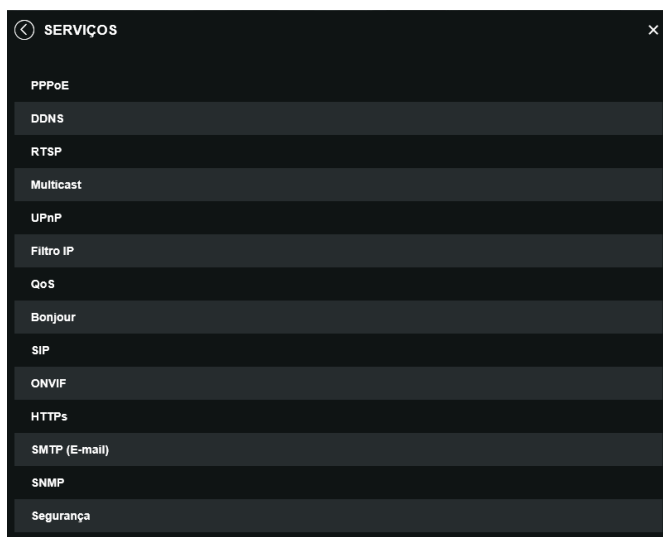 SERVIÇOS
PPPoE
DDNS
RTSP
Multicast
UPnP
Filtro IP
QoS
Bonjour
SIP
ONVIF
HTTPs
SMTP (E-mail)
SNMP
Segurança